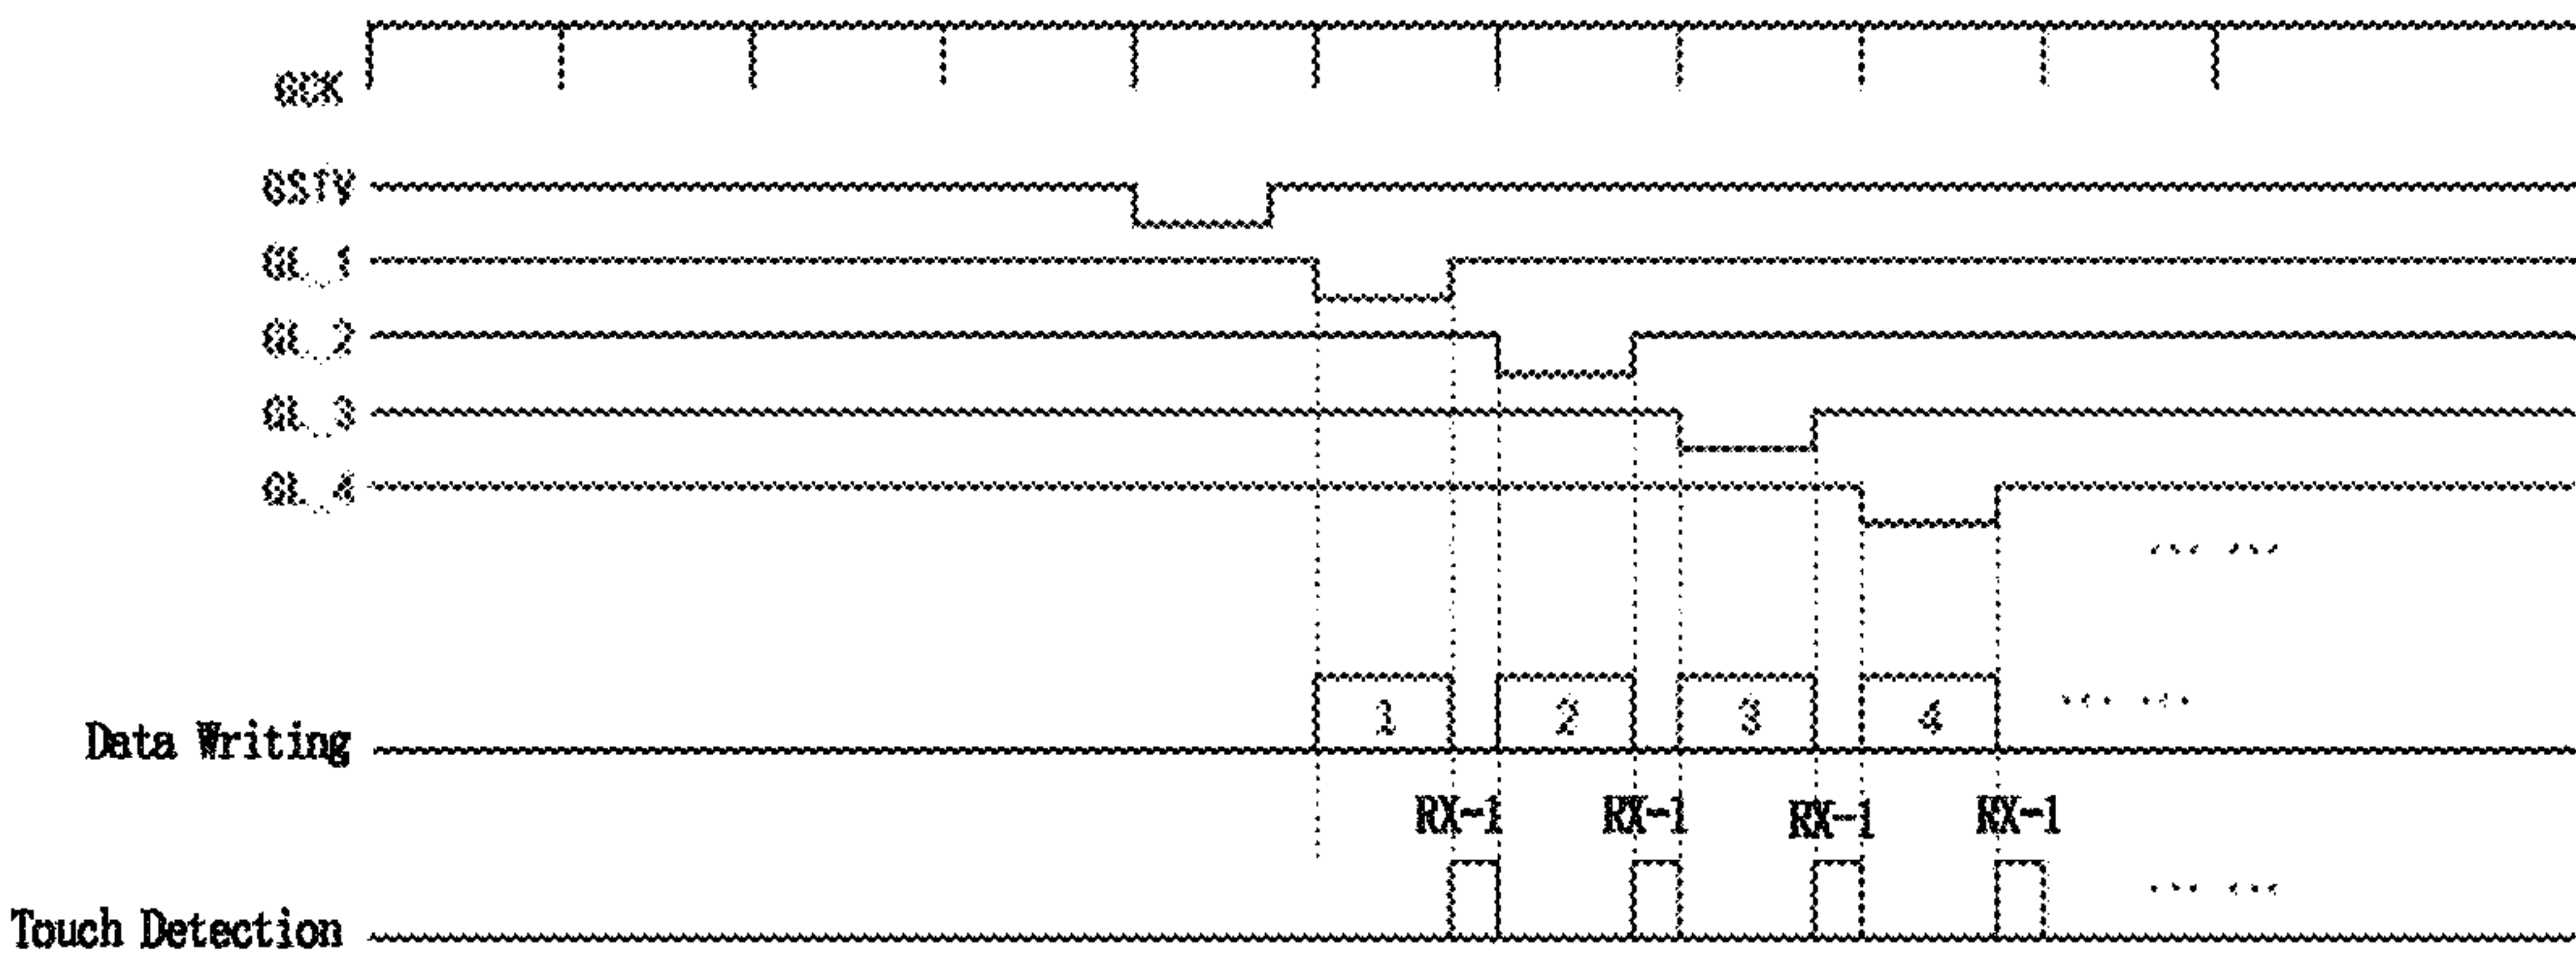 GCK
GSTV
GL_1
GL_2
GL_3
GL_4
…… 
Data Writing 1 2 3 4 ……
RX-1 RX-1 RX-1 RX-1
Touch Detection ……